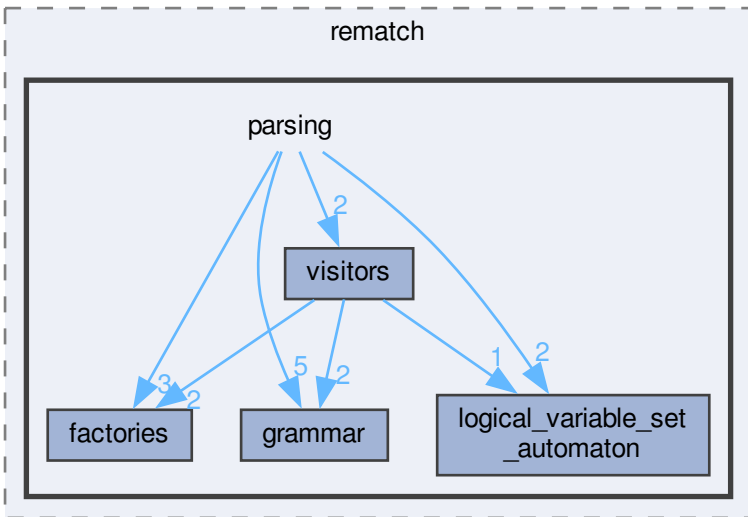 rematch
parsing
2
visitors
1
2
5
2
3
2
factories
grammar
logical_variable_set
_automaton